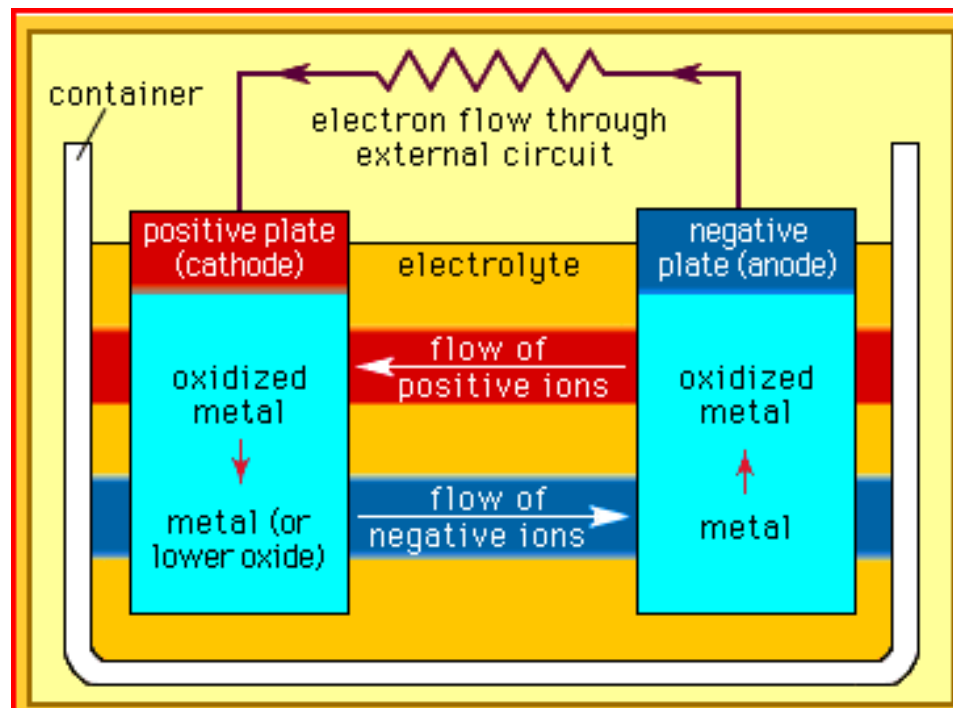 container
electron flow through
external circuit
positive plate
(cathode)
electrolyte
negative
plate (anode)
flow of
positive ions
oxidized
metal
oxidized
metal
flow of
negative ions
metal (or
lower oxide)
metal